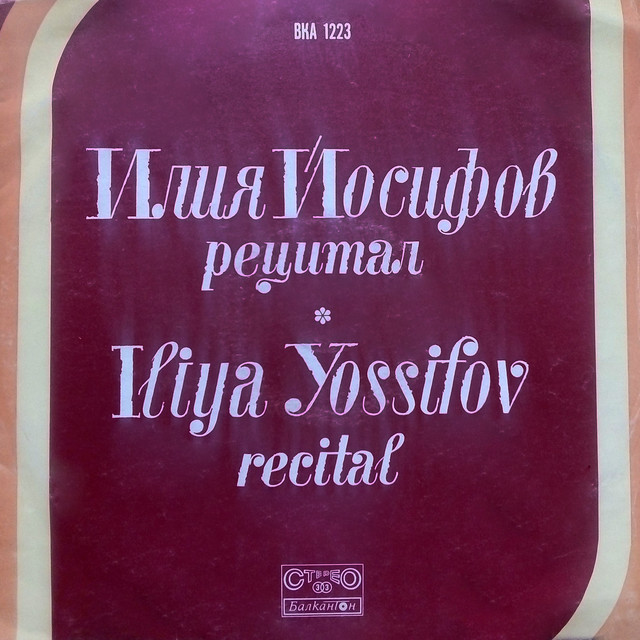 ВКА 1223
Илия Йосифов
рецитал
Iliya Yossifov
recital
СТЕРЕО
33
Балкантон